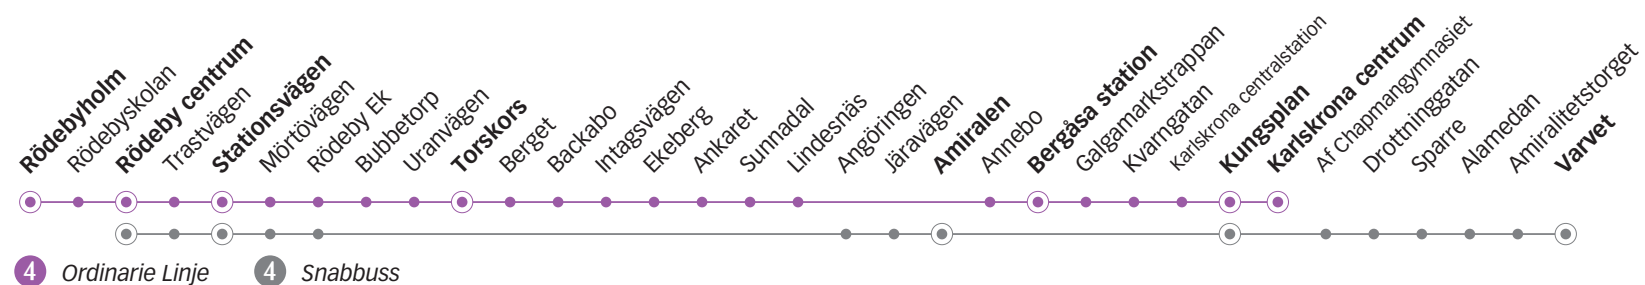 Rödebyholm
Rödebyskolan
Rödeby centrum
Trastvägen
Stationsvägen
Mörtövägen
Rödeby Ek
Bubbetorp
Uranvägen
Torskors
Berget
Backabo
Intagsvägen
Ekeberg
Ankaret
Sunnadal
Lindesnäs
Angöringen
Järavägen
Amiralen
Annebo
Bergåsa station
Galgamarkstrappan
Kvarngatan
Karlskrona centralstation
Kungsplan
Karlskrona centrum
Af Chapmangymnasiet
Drottninggatan
Sparre
Alamedan
Amiralitetstorget
Varvet
4 Ordinarie Linje
4 Snabbuss